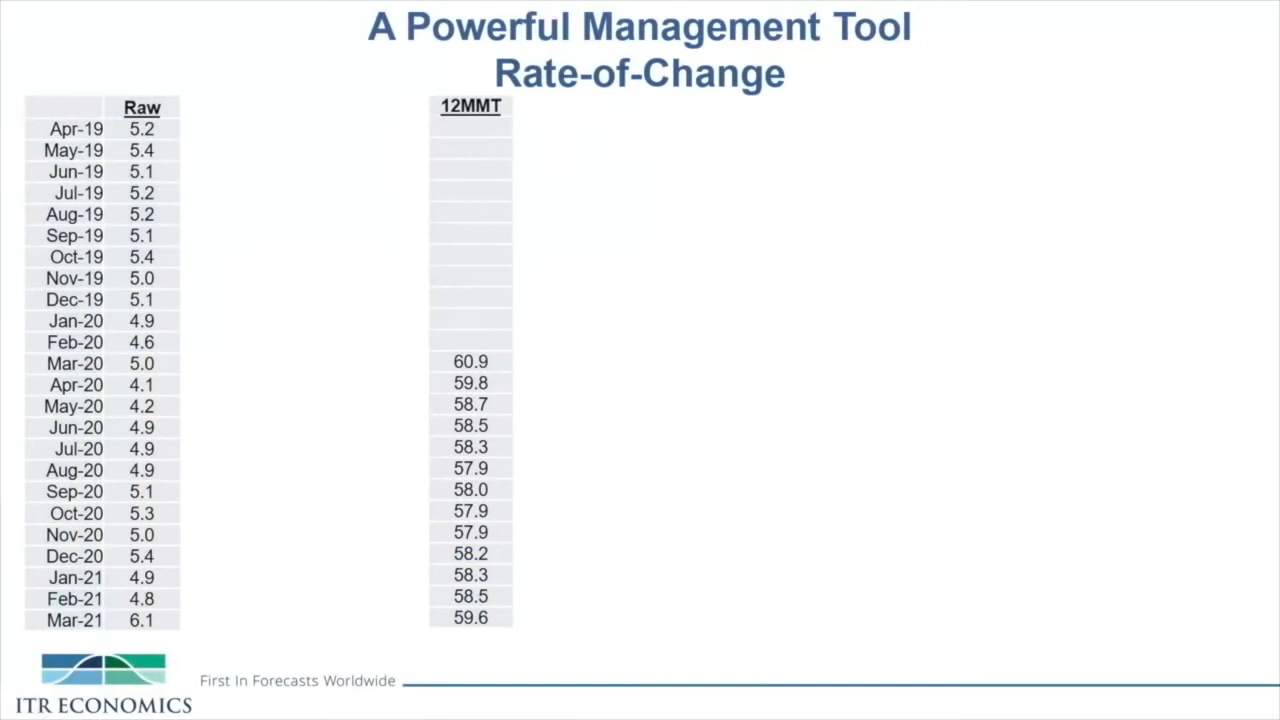 A Powerful Management Tool
Rate-of-Change
Raw 12MMT
Apr-19 5.2
May-19 5.4
Jun-19 5.1
Jul-19 5.2
Aug-19 5.2
Sep-19 5.1
Oct-19 5.4
Nov-19 5.0
Dec-19 5.1
Jan-20 4.9
Feb-20 4.6
Mar-20 5.0 60.9
Apr-20 4.1 59.8
May-20 4.2 58.7
Jun-20 4.9 58.5
Jul-20 4.9 58.3
Aug-20 4.9 57.9
Sep-20 5.1 58.0
Oct-20 5.3 57.9
Nov-20 5.0 57.9
Dec-20 5.4 58.2
Jan-21 4.9 58.3
Feb-21 4.8 58.5
Mar-21 6.1 59.6
First In Forecasts Worldwide
ITR ECONOMICS